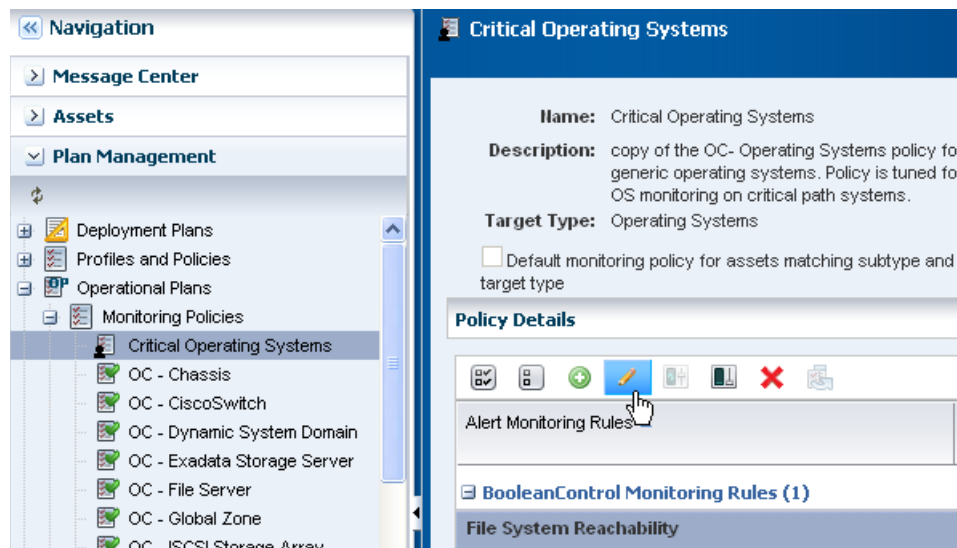 Navigation
Message Center
Assets
Plan Management
Deployment Plans
Profiles and Policies
Operational Plans
Monitoring Policies
Critical Operating Systems
OC - Chassis
OC - CiscoSwitch
OC - Dynamic System Domain
OC - Exadata Storage Server
OC - File Server
OC - Global Zone
OC - ISCSI Storage Array
Critical Operating Systems
Name: Critical Operating Systems
Description: copy of the OC- Operating Systems policy fo
generic operating systems. Policy is tuned fo
OS monitoring on critical path systems.
Target Type: Operating Systems
Default monitoring policy for assets matching subtype and
target type
Policy Details
Alert Monitoring Rules
BooleanControl Monitoring Rules (1)
File System Reachability